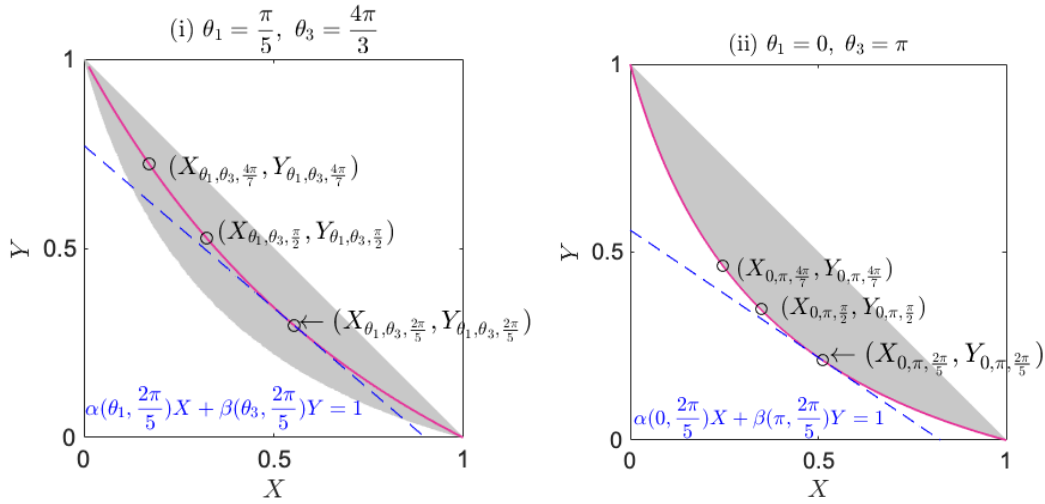 (i) θ₁ = π/5, θ₃ = 4π/3
1
(X_{θ₁,θ₃,4π/7}, Y_{θ₁,θ₃,4π/7})
(X_{θ₁,θ₃,π/2}, Y_{θ₁,θ₃,π/2})
Y
0.5
← (X_{θ₁,θ₃,2π/5}, Y_{θ₁,θ₃,2π/5})
α(θ₁, 2π/5)X + β(θ₃, 2π/5)Y = 1
0
0 0.5 1
X
(ii) θ₁ = 0, θ₃ = π
1
Y
0.5
(X_{0,π,4π/7}, Y_{0,π,4π/7})
(X_{0,π,π/2}, Y_{0,π,π/2})
← (X_{0,π,2π/5}, Y_{0,π,2π/5})
α(0, 2π/5)X + β(π, 2π/5)Y = 1
0
0 0.5 1
X